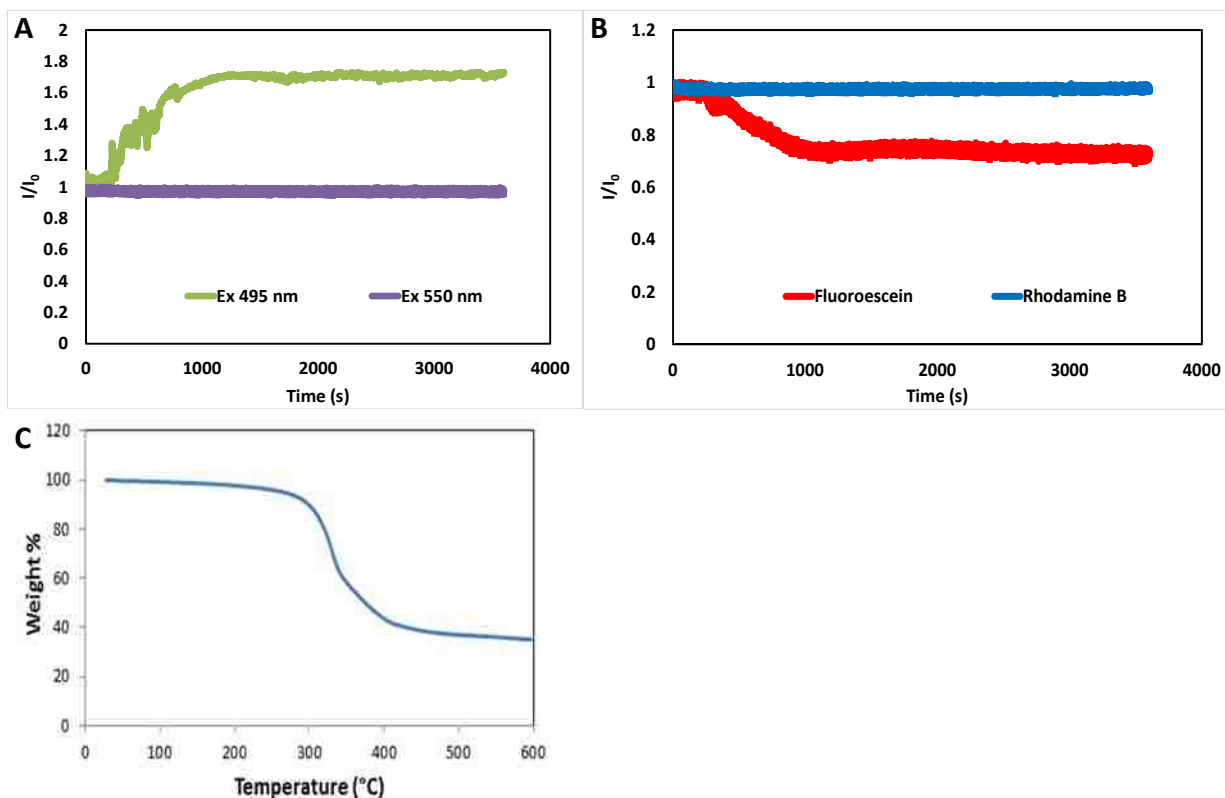 A
2
1.8
1.6
1.4
1.2
1
0.8
0.6
0.4
0.2
0
I/I0
Ex 495 nm Ex 550 nm
0 1000 2000 3000 4000
Time (s)
B
1.2
1
0.8
0.6
0.4
0.2
0
I/I0
Fluoroescein Rhodamine B
0 1000 2000 3000 4000
Time (s)
C
120
100
80
60
40
20
0
Weight %
0 100 200 300 400 500 600
Temperature (°C)